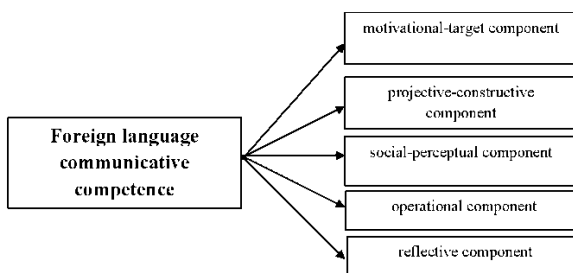 Foreign language
communicative
competence
motivational-target component
projective-constructive
component
social-perceptual component
operational component
reflective component